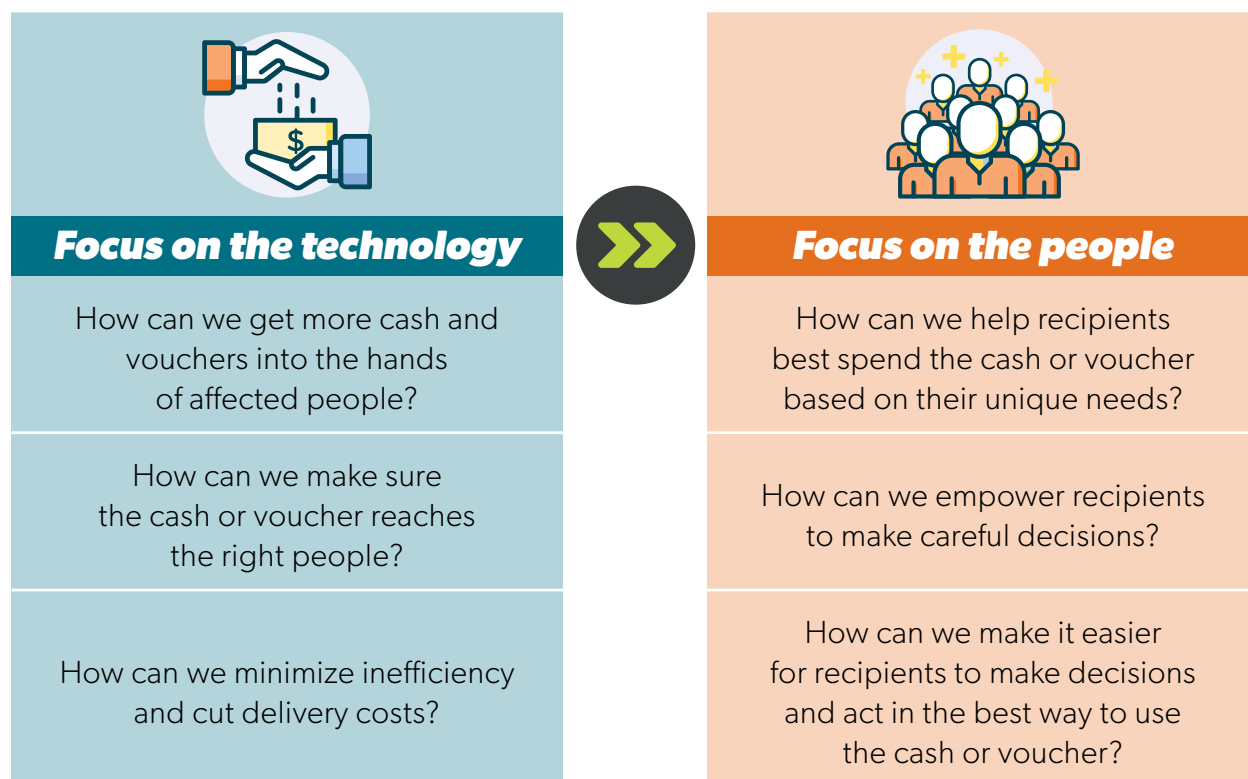 $
Focus on the technology
How can we get more cash and
vouchers into the hands
of affected people?
How can we make sure
the cash or voucher reaches
the right people?
How can we minimize inefficiency
and cut delivery costs?
Focus on the people
How can we help recipients
best spend the cash or voucher
based on their unique needs?
How can we empower recipients
to make careful decisions?
How can we make it easier
for recipients to make decisions
and act in the best way to use
the cash or voucher?